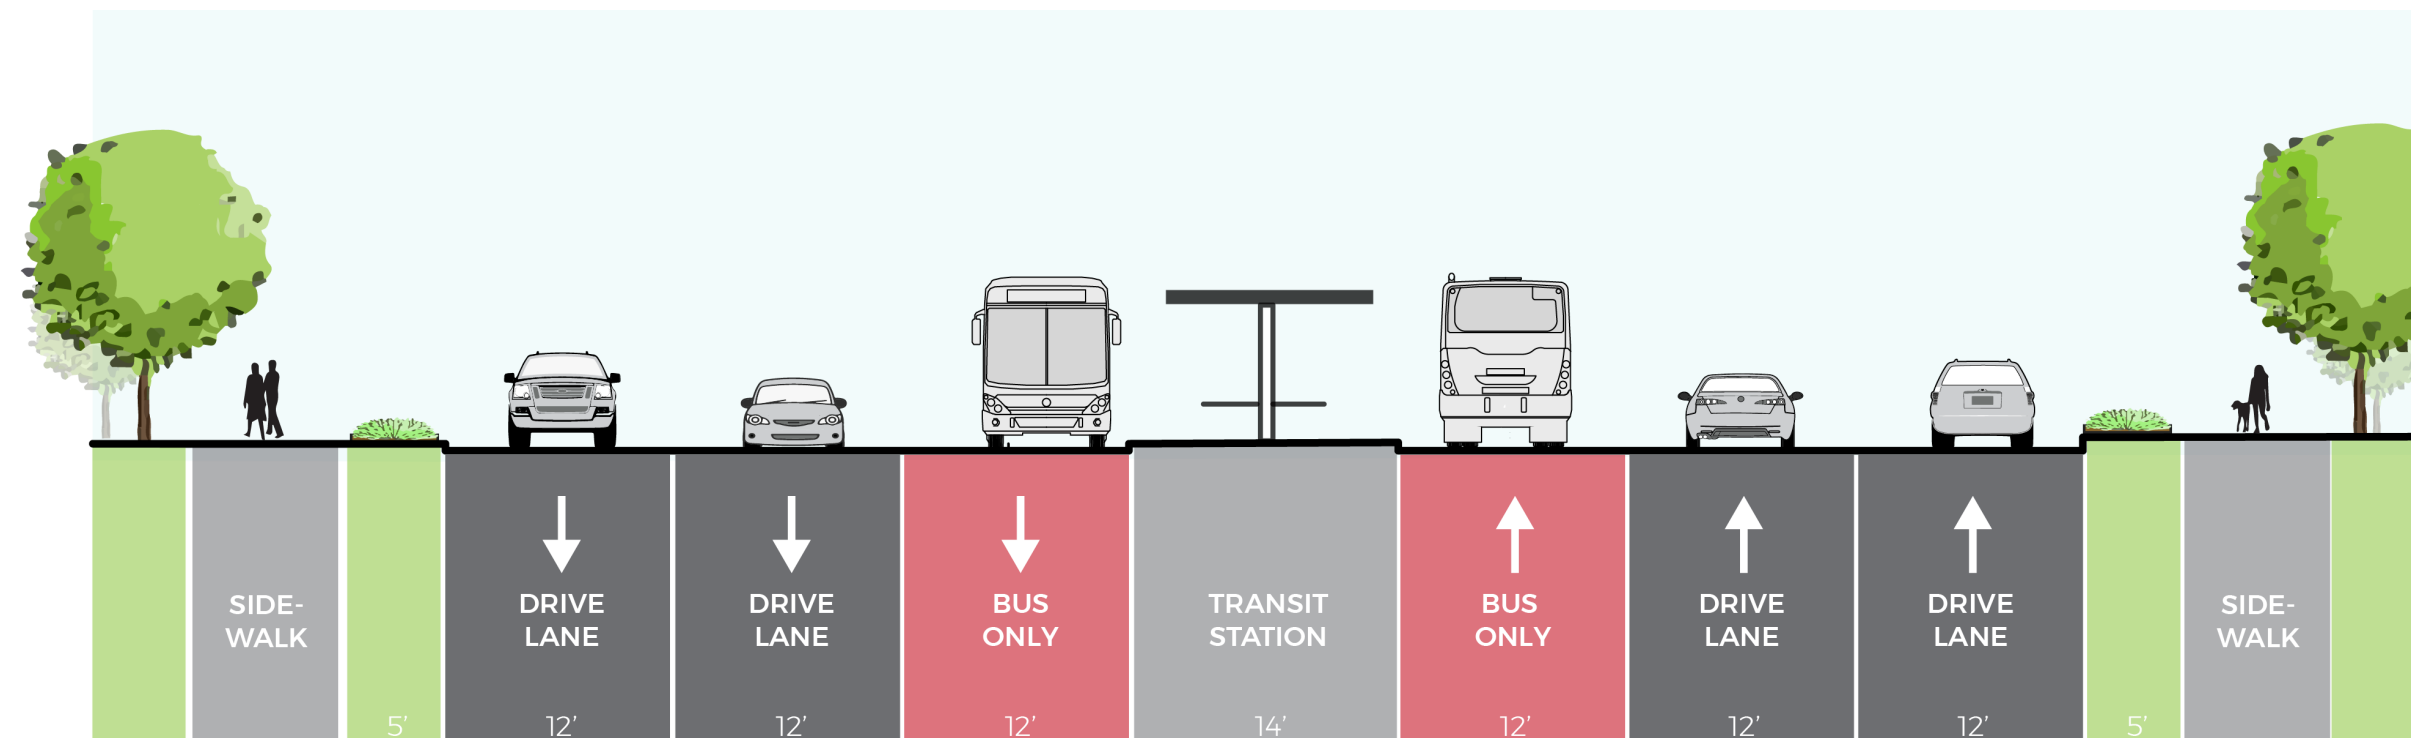 SIDE-
WALK
5’
DRIVE
LANE
12’
DRIVE
LANE
12’
BUS
ONLY
12’
TRANSIT
STATION
14’
BUS
ONLY
12’
DRIVE
LANE
12’
DRIVE
LANE
12’
5’
SIDE-
WALK